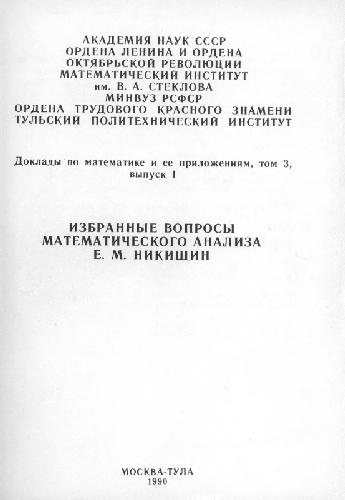 АКАДЕМИЯ НАУК СССР
ОРДЕНА ЛЕНИНА И ОРДЕНА
ОКТЯБРЬСКОЙ РЕВОЛЮЦИИ
МАТЕМАТИЧЕСКИЙ ИНСТИТУТ
им. В. А. СТЕКЛОВА
МИНВУЗ РСФСР
ОРДЕНА ТРУДОВОГО КРАСНОГО ЗНАМЕНИ
ТУЛЬСКИЙ ПОЛИТЕХНИЧЕСКИЙ ИНСТИТУТ
Доклады по математике и ее приложениям, том 3,
выпуск 1
ИЗБРАННЫЕ ВОПРОСЫ
МАТЕМАТИЧЕСКОГО АНАЛИЗА
Е. М. НИКИШИН
МОСКВА-ТУЛА
1990